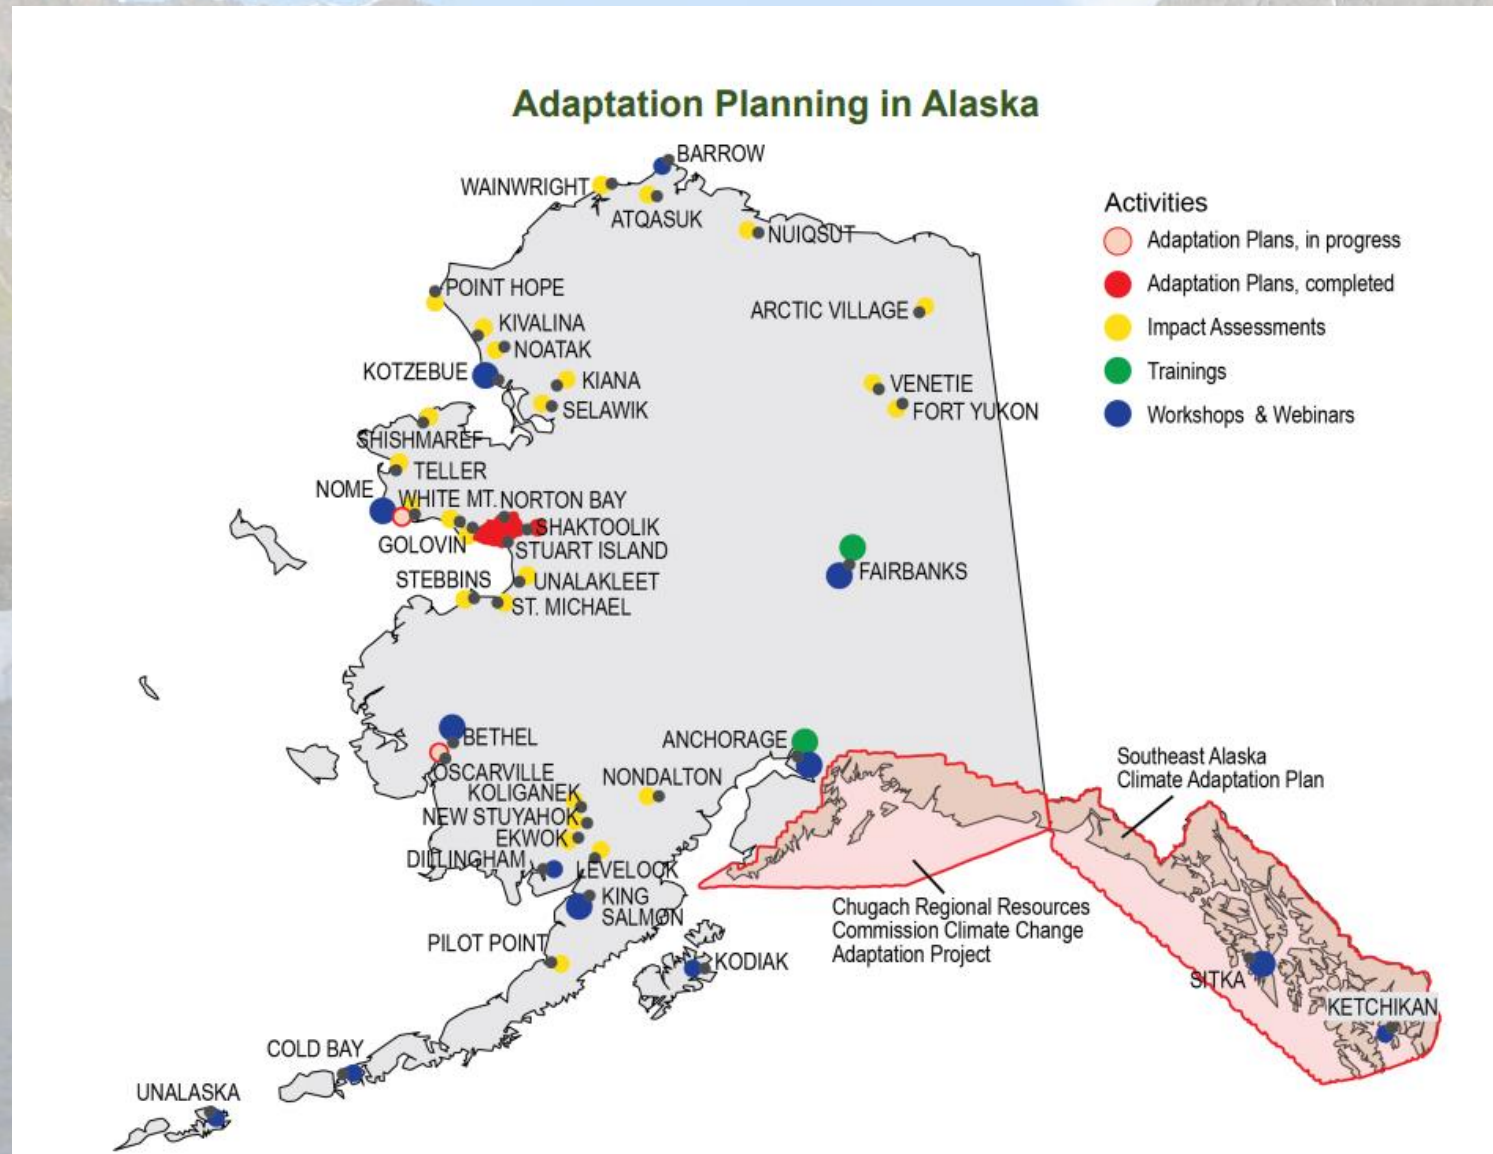 Adaptation Planning in Alaska
BARROW
WAINWRIGHT
ATQASUK
NUIQSUT
POINT HOPE
ARCTIC VILLAGE
KIVALINA
NOATAK
KOTZEBUE
KIANA
VENETIE
SELAWIK
FORT YUKON
SHISHMAREF
TELLER
NOME
WHITE MT.
NORTON BAY
SHAKTOOLIK
GOLOVIN
STUART ISLAND
STEBBINS
UNALAKLEET
FAIRBANKS
ST. MICHAEL
BETHEL
ANCHORAGE
OSCARVILLE
NONDALTON
KOLIGANEK
NEW STUYAHOK
EKWOK
DILLINGHAM
LEVELOCK
KING
SALMON
PILOT POINT
KODIAK
COLD BAY
UNALASKA
Activities
Adaptation Plans, in progress
Adaptation Plans, completed
Impact Assessments
Trainings
Workshops & Webinars
Southeast Alaska
Climate Adaptation Plan
Chugach Regional Resources
Commission Climate Change
Adaptation Project
SITKA
KETCHIKAN